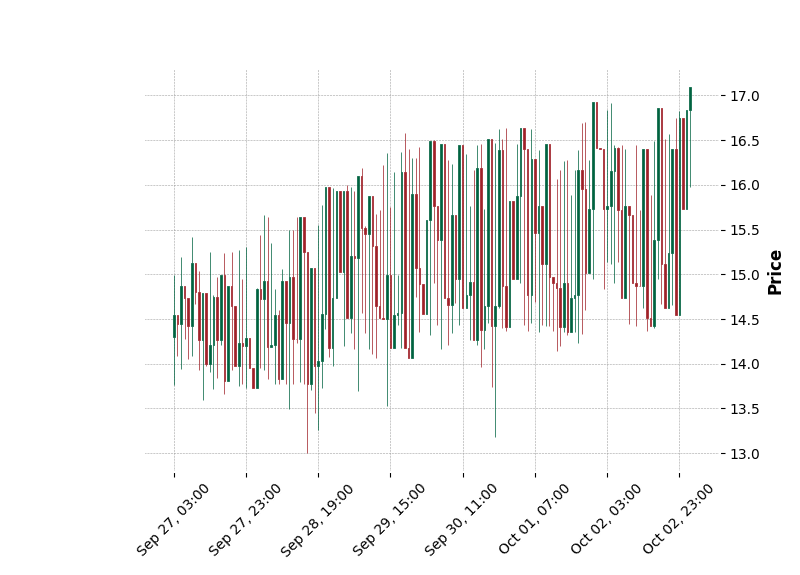 17.0
16.5
16.0
15.5
15.0
14.5
14.0
13.5
13.0
Price
Sep 27, 03:00
Sep 27, 23:00
Sep 28, 19:00
Sep 29, 15:00
Sep 30, 11:00
Oct 01, 07:00
Oct 02, 03:00
Oct 02, 23:00